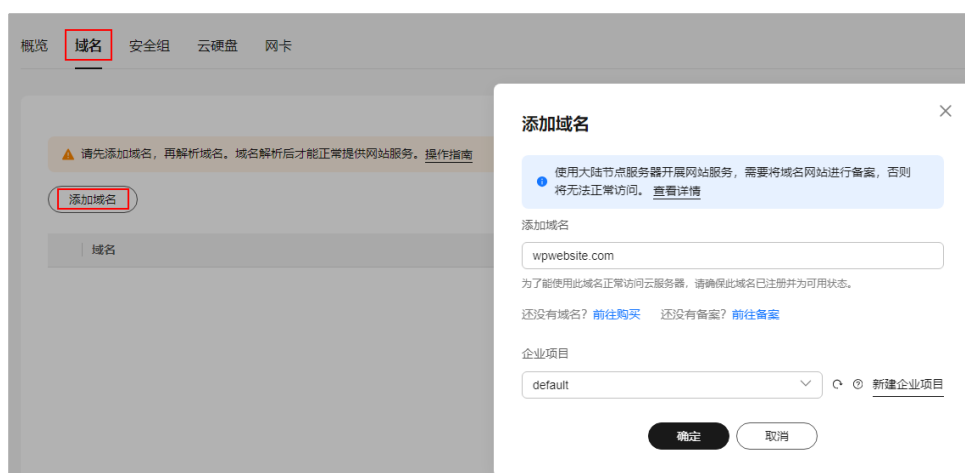 概览 域名 安全组 云硬盘 网卡
请先添加域名，再解析域名。域名解析后才能正常提供网站服务。操作指南
添加域名
域名
添加域名
使用大陆节点服务器开展网站服务，需要将域名网站进行备案，否则
将无法正常访问。 查看详情
添加域名
wpwebsite.com
为了能使用此域名正常访问云服务器，请确保此域名已注册并为可用状态。
还没有域名？前往购买 还没有备案？前往备案
企业项目
default 新建企业项目
确定 取消